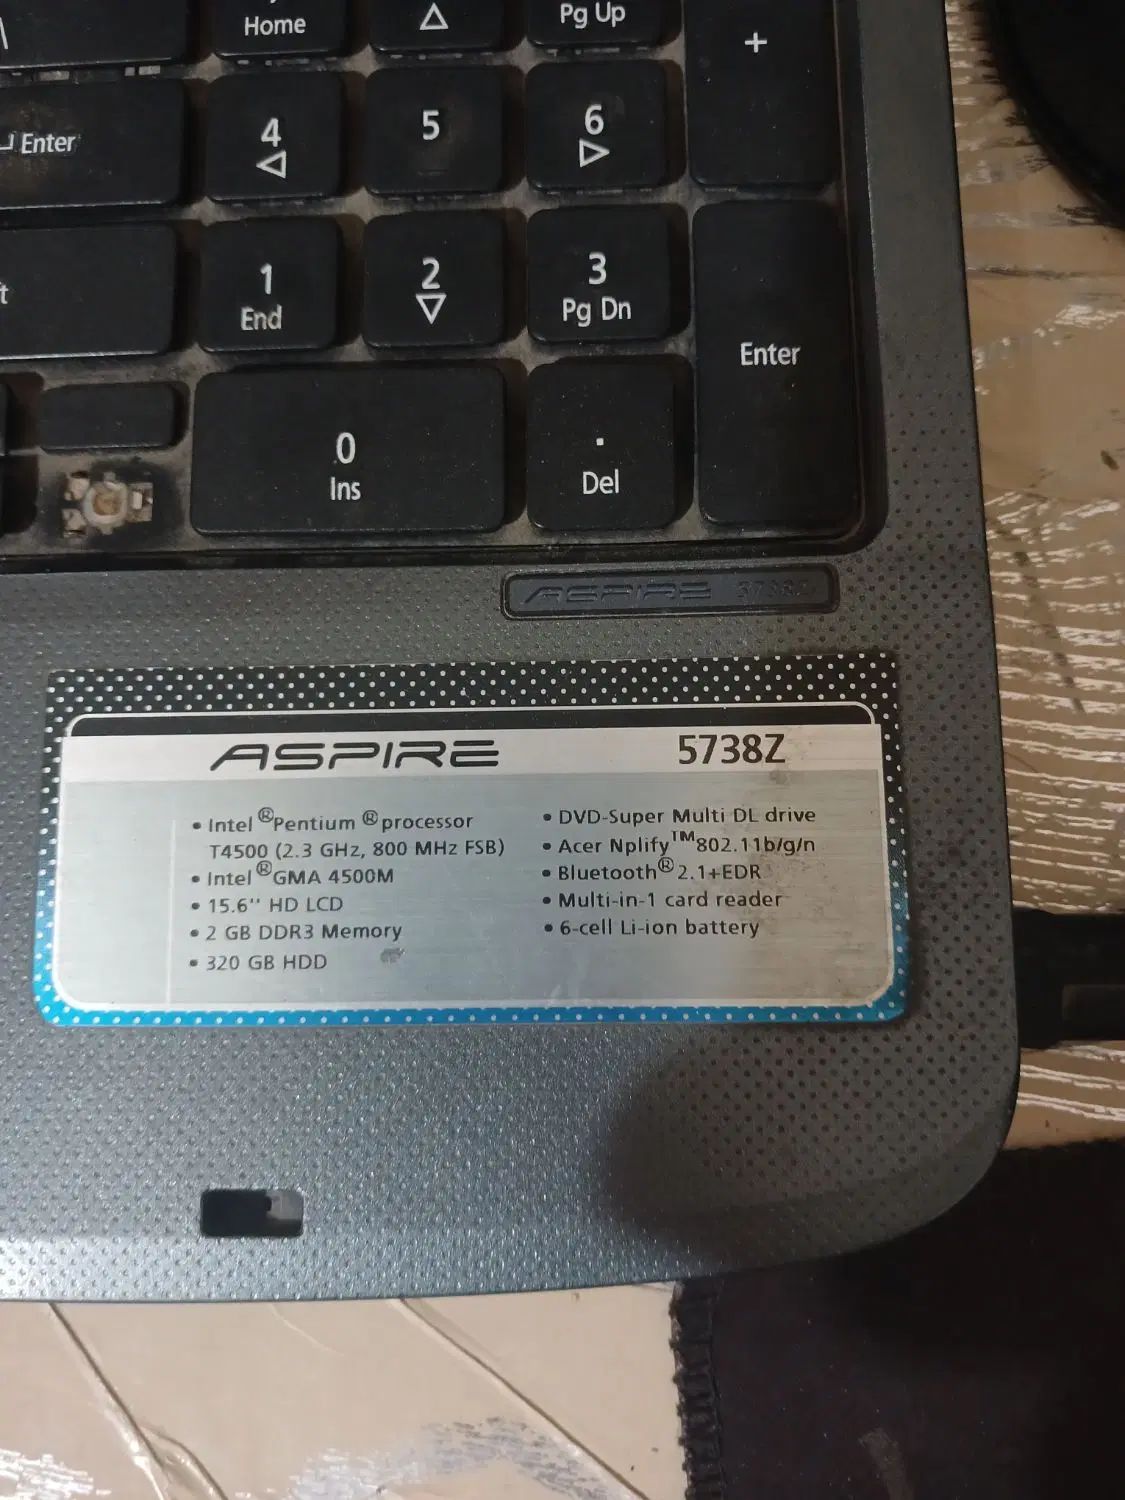 \
Home
Pg Up
+
Enter
4
5
6
1
End
2
3
Pg Dn
Enter
0
Ins
.
Del
ASPIRE 5738Z
ASPIRE 5738Z
• Intel®Pentium®processor
T4500 (2.3 GHz, 800 MHz FSB)
• Intel®GMA 4500M
• 15.6'' HD LCD
• 2 GB DDR3 Memory
• 320 GB HDD
• DVD-Super Multi DL drive
• Acer Nplify™802.11b/g/n
• Bluetooth®2.1+EDR
• Multi-in-1 card reader
• 6-cell Li-ion battery